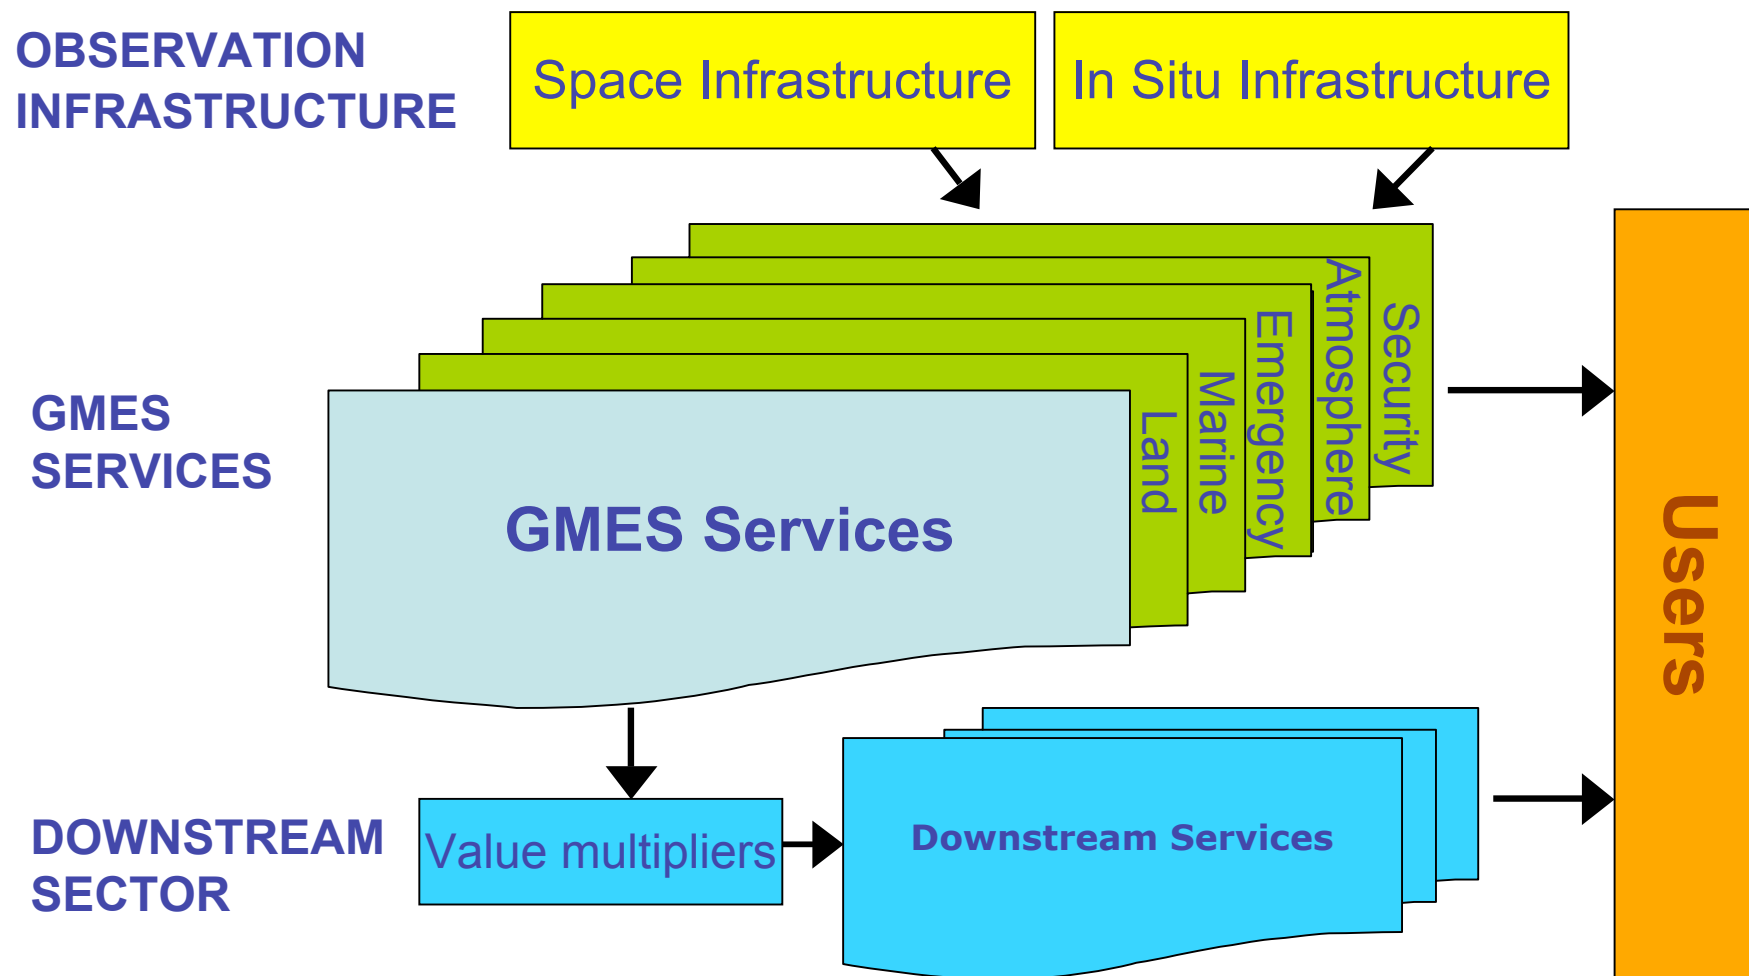 OBSERVATION
INFRASTRUCTURE
Space Infrastructure
In Situ Infrastructure
GMES
SERVICES
GMES Services
Land
Marine
Emergency
Atmosphere
Security
Users
DOWNSTREAM
SECTOR
Value multipliers
Downstream Services